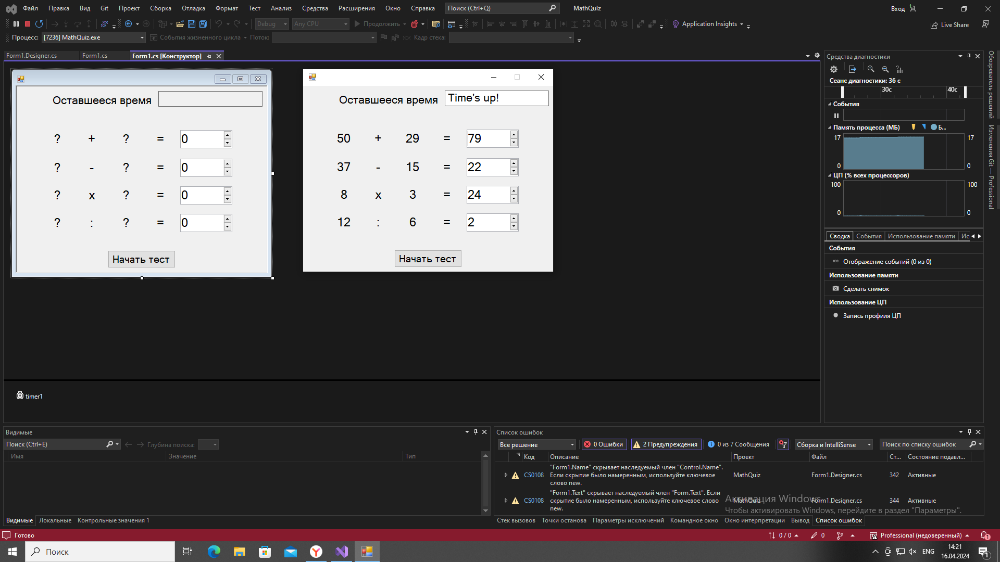 Файл Правка Вид Git Проект Сборка Отладка Формат Тест Анализ Средства Расширения Окно Справка Поиск (Ctrl+Q) MathQuiz Вход
Debug Any CPU Продолжить Application Insights Live Share
Процесс: [7236] MathQuiz.exe События жизненного цикла Поток: Кадр стека:
Form1.Designer.cs Form1.cs Form1.cs [Конструктор]
Оставшееся время
? + ? = 0
? - ? = 0
? x ? = 0
? : ? = 0
Начать тест
Оставшееся время Time's up!
50 + 29 = 79
37 - 15 = 22
8 x 3 = 24
12 : 6 = 2
Начать тест
timer1
Средства диагностики
Сеанс диагностики: 36 с
30с 40с
События
Память процесса (МБ) Б...
17 17
0 0
ЦП (% всех процессоров)
100 100
0 0
Сводка События Использование памяти Ис
События
Отображение событий (0 из 0)
Использование памяти
Сделать снимок
Использование ЦП
Запись профиля ЦП
Обозреватель решений
Изменения Git — Professional
Видимые
Поиск (Ctrl+E) Глубина поиска:
Имя Значение Тип
Видимые Локальные Контрольные значения 1
Список ошибок
Все решение 0 Ошибки 2 Предупреждения 0 из 7 Сообщения Сборка и IntelliSense Поиск по списку ошибок
Код Описание Проект Файл Ст... Состояние подавл...
CS0108 "Form1.Name" скрывает наследуемый член "Control.Name". Если скрытие было намеренным, используйте ключевое слово new. MathQuiz Form1.Designer.cs 342 Активные
CS0108 "Form1.Text" скрывает наследуемый член "Form.Text". Если скрытие было намеренным, используйте ключевое слово new. MathQuiz Form1.Designer.cs 344 Активные
Активация Windows
Чтобы активировать Windows, перейдите в раздел "Параметры".
Стек вызовов Точки останова Параметры исключений Командное окно Окно интерпретации Вывод Список ошибок
Готово 0 / 0 0 Professional (недоверенный) 1
Поиск ENG 14:21
16.04.2024 1